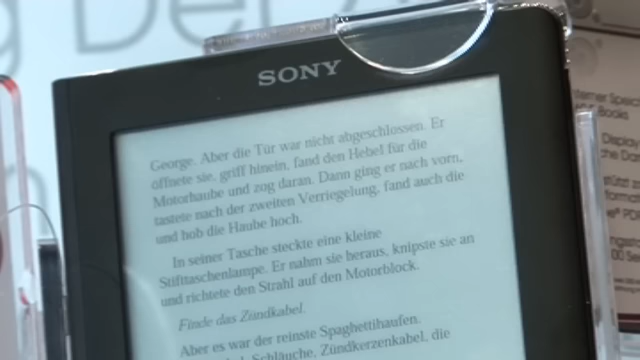 SONY
George. Aber die Tür war nicht abgeschlossen. Er
öffnete sie, griff hinein, fand den Hebel für die
Motorhaube und zog daran. Dann ging er nach vorn,
tastete nach der zweiten Verriegelung, fand auch die
und hob die Haube hoch.
In seiner Tasche steckte eine kleine
Stifttaschenlampe. Er nahm sie heraus, knipste sie an
und richtete den Strahl auf den Motorblock.
Finde das Zündkabel.
Aber es war der reinste Spaghettihaufen.
Schläuche, Zündkerzenkabel, die
Books
Display